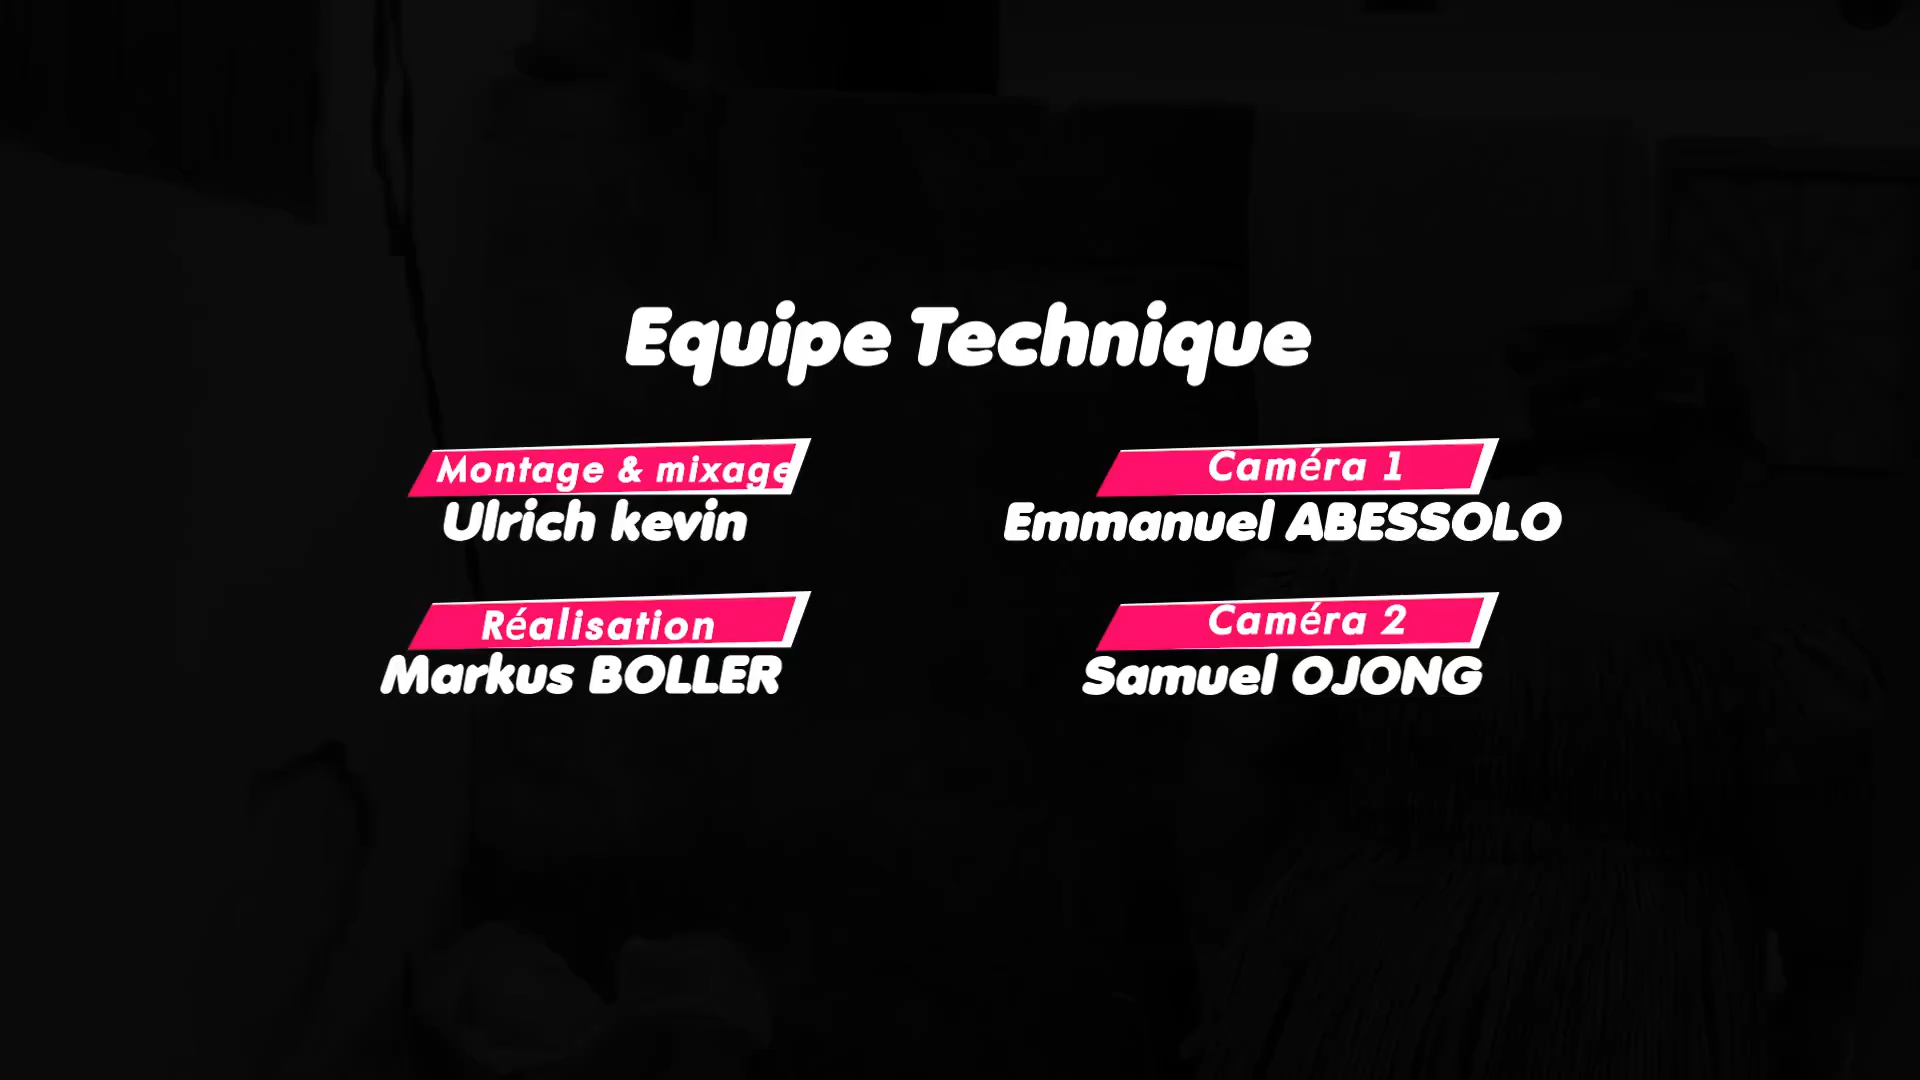 Equipe Technique
Montage & mixage
Ulrich kevin
Caméra 1
Emmanuel ABESSOLO
Réalisation
Markus BOLLER
Caméra 2
Samuel OJONG